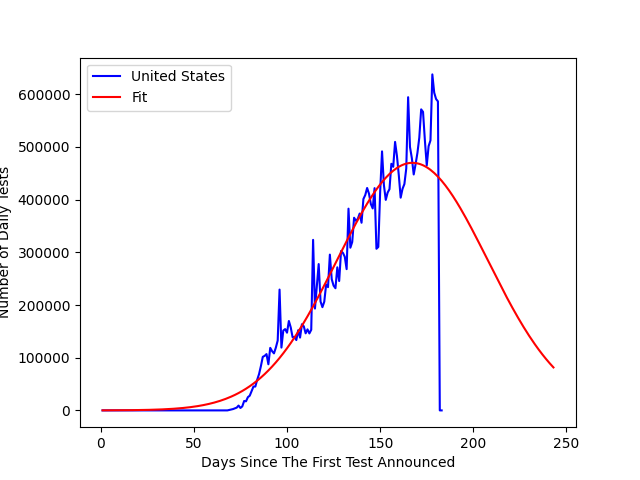 United States
Fit
600000
500000
400000
300000
200000
100000
0
Number of Daily Tests
0 50 100 150 200 250
Days Since The First Test Announced